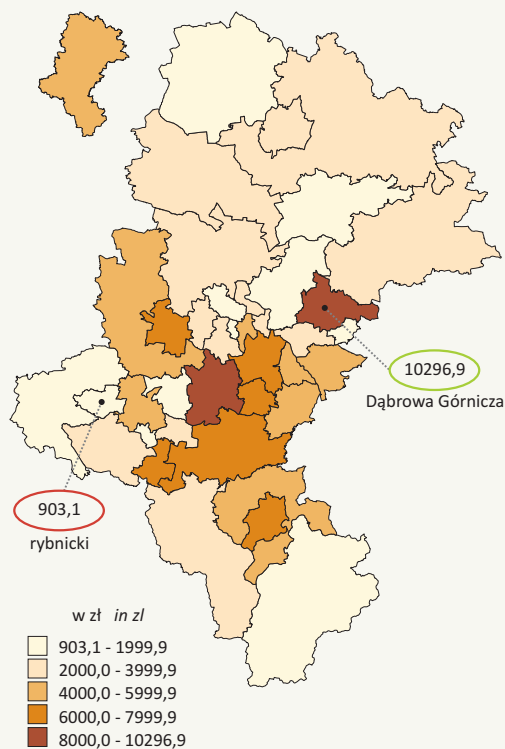 10296,9
Dąbrowa Górnicza
903,1
rybnicki
w zł in zl
903,1 - 1999,9
2000,0 - 3999,9
4000,0 - 5999,9
6000,0 - 7999,9
8000,0 - 10296,9